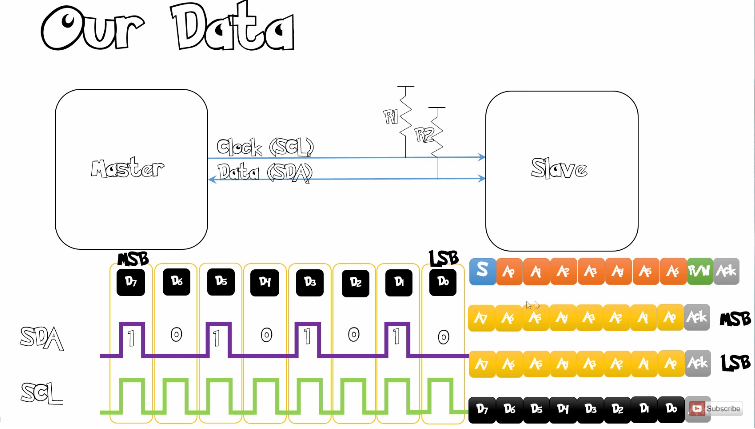 Our Data
R1
R2
Clock (SCL)
Master
Data (SDA)
Slave
MSB
LSB
D7 D6 D5 D4 D3 D2 D1 D0
S A0 A1 A2 A3 A4 A5 A6 R/W Ack
A7 A6 A5 A4 A3 A2 A1 A0 Ack MSB
SDA 1 0 1 0 1 0 1 0
A7 A6 A5 A4 A3 A2 A1 A0 Ack LSB
SCL
D7 D6 D5 D4 D3 D2 D1 D0
Subscribe